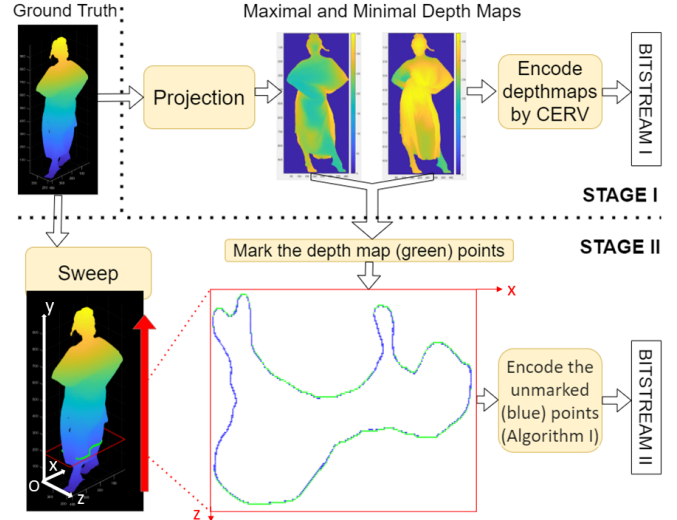 Ground Truth
Maximal and Minimal Depth Maps
Projection
Encode
depthmaps
by CERV
BITSTREAM I
STAGE I
STAGE II
Mark the depth map (green) points
Sweep
y
x
O
z
x
z
Encode the
unmarked
(blue) points
(Algorithm I)
BITSTREAM II